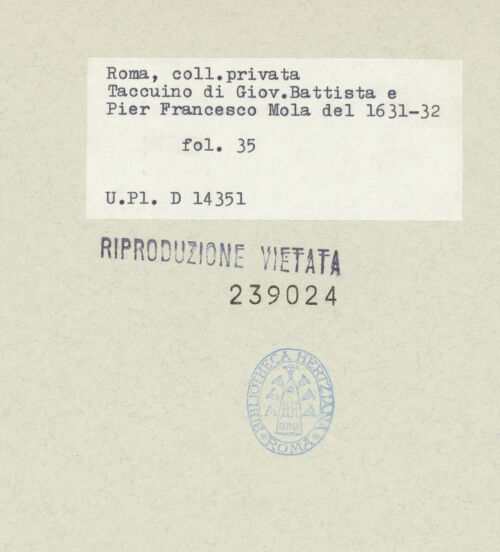 Roma, coll.privata
Taccuino di Giov.Battista e
Pier Francesco Mola del 1631-32
fol. 35
U.Pl. D 14351
RIPRODUZIONE VIETATA
239024
BIBLIOTHECA HERTZIANA
ROMA
ROMA